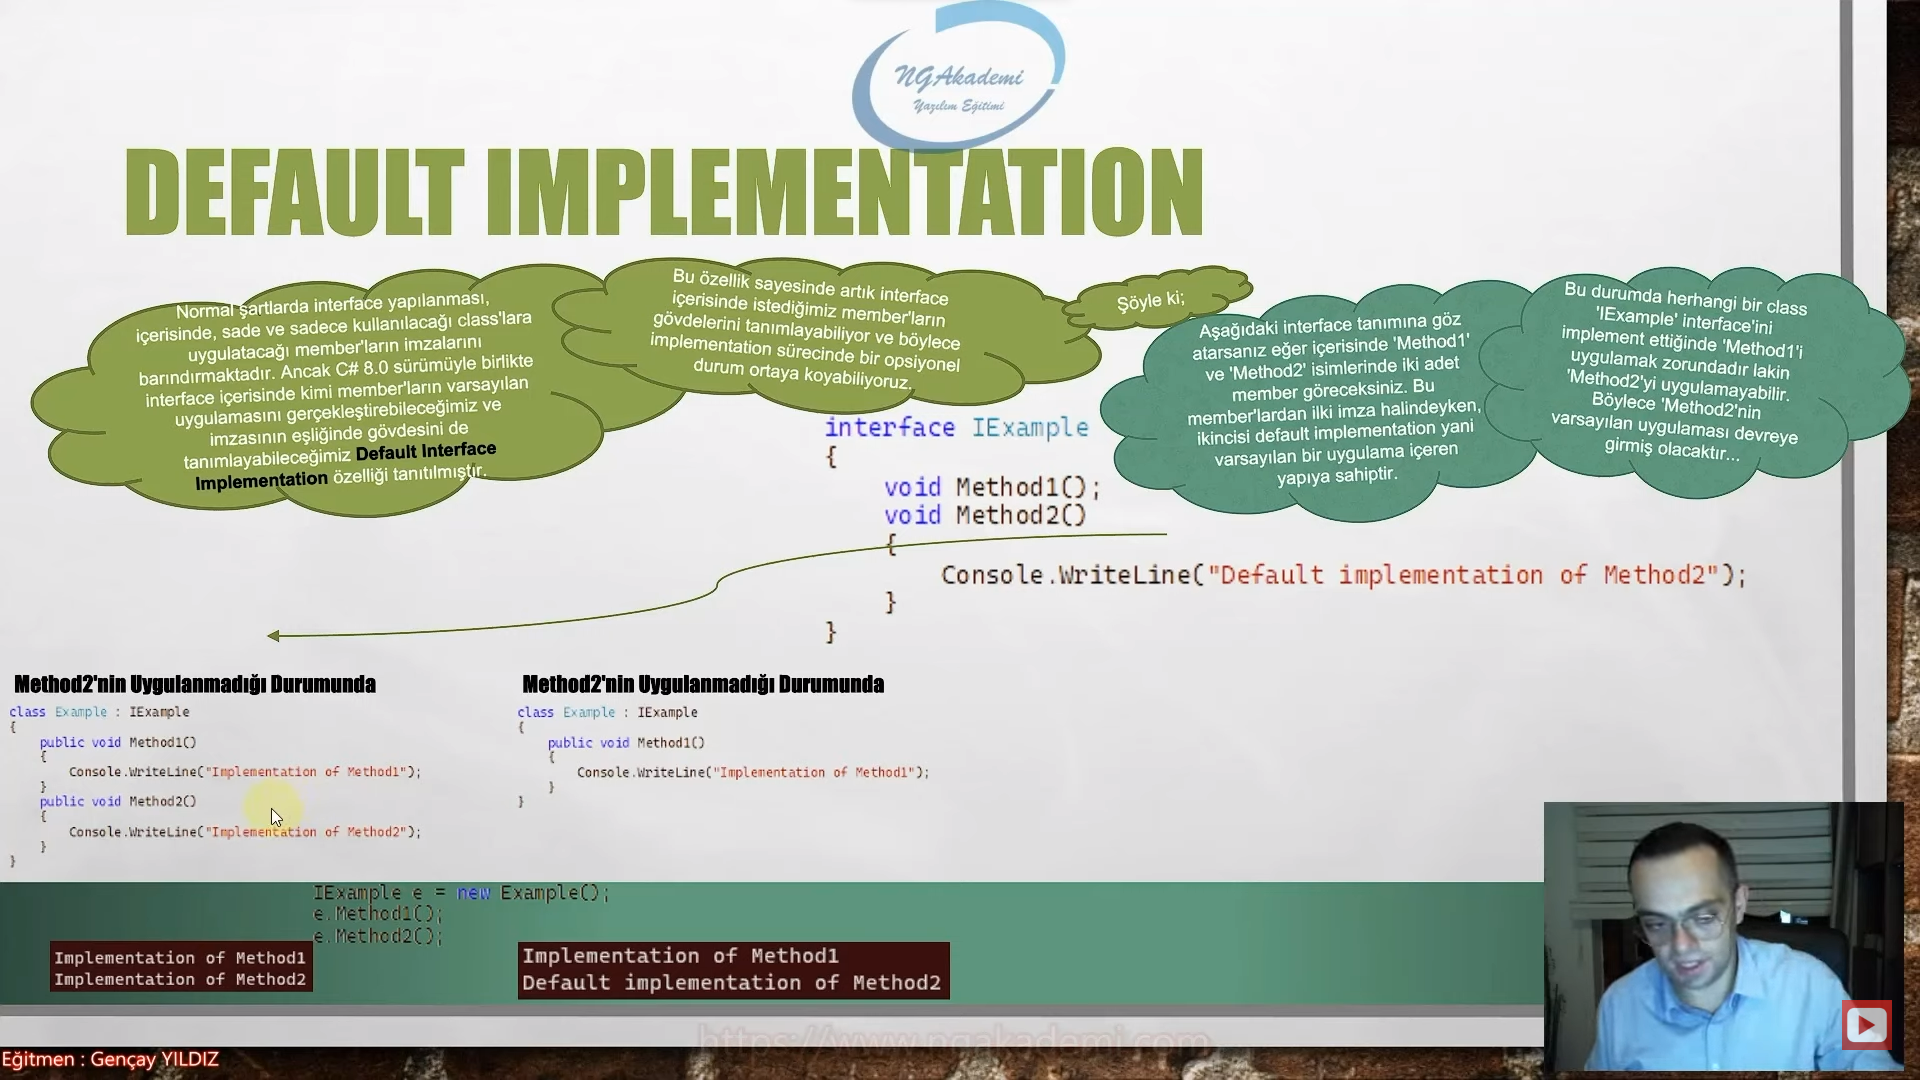 NGAkademi
Yazılım Eğitimi
DEFAULT IMPLEMENTATION
Normal şartlarda interface yapılanması,
içerisinde, sade ve sadece kullanılacağı class'lara
uygulatacağı member'ların imzalarını
barındırmaktadır. Ancak C# 8.0 sürümüyle birlikte
interface içerisinde kimi member'ların varsayılan
uygulamasını gerçekleştirebileceğimiz ve
imzasının eşliğinde gövdesini de
tanımlayabileceğimiz Default Interface
Implementation özelliği tanıtılmıştır.
Bu özellik sayesinde artık interface
içerisinde istediğimiz member'ların
gövdelerini tanımlayabiliyor ve böylece
implementation sürecinde bir opsiyonel
durum ortaya koyabiliyoruz.
Şöyle ki;
Aşağıdaki interface tanımına göz
atarsanız eğer içerisinde 'Method1'
ve 'Method2' isimlerinde iki adet
member göreceksiniz. Bu
member'lardan ilki imza halindeyken,
ikincisi default implementation yani
varsayılan bir uygulama içeren
yapıya sahiptir.
Bu durumda herhangi bir class
'IExample' interface'ini
implement ettiğinde 'Method1'i
uygulamak zorundadır lakin
'Method2'yi uygulamayabilir.
Böylece 'Method2'nin
varsayılan uygulaması devreye
girmiş olacaktır...
interface IExample
{
void Method1();
void Method2()
{
Console.WriteLine("Default implementation of Method2");
}
}
Method2'nin Uygulanmadığı Durumunda
class Example : IExample
{
public void Method1()
{
Console.WriteLine("Implementation of Method1");
}
public void Method2()
{
Console.WriteLine("Implementation of Method2");
}
}
Method2'nin Uygulanmadığı Durumunda
class Example : IExample
{
public void Method1()
{
Console.WriteLine("Implementation of Method1");
}
}
IExample e = new Example();
e.Method1();
e.Method2();
Implementation of Method1
Implementation of Method2
Implementation of Method1
Default implementation of Method2
https://www.ngakademi.com
Eğitmen : Gençay YILDIZ